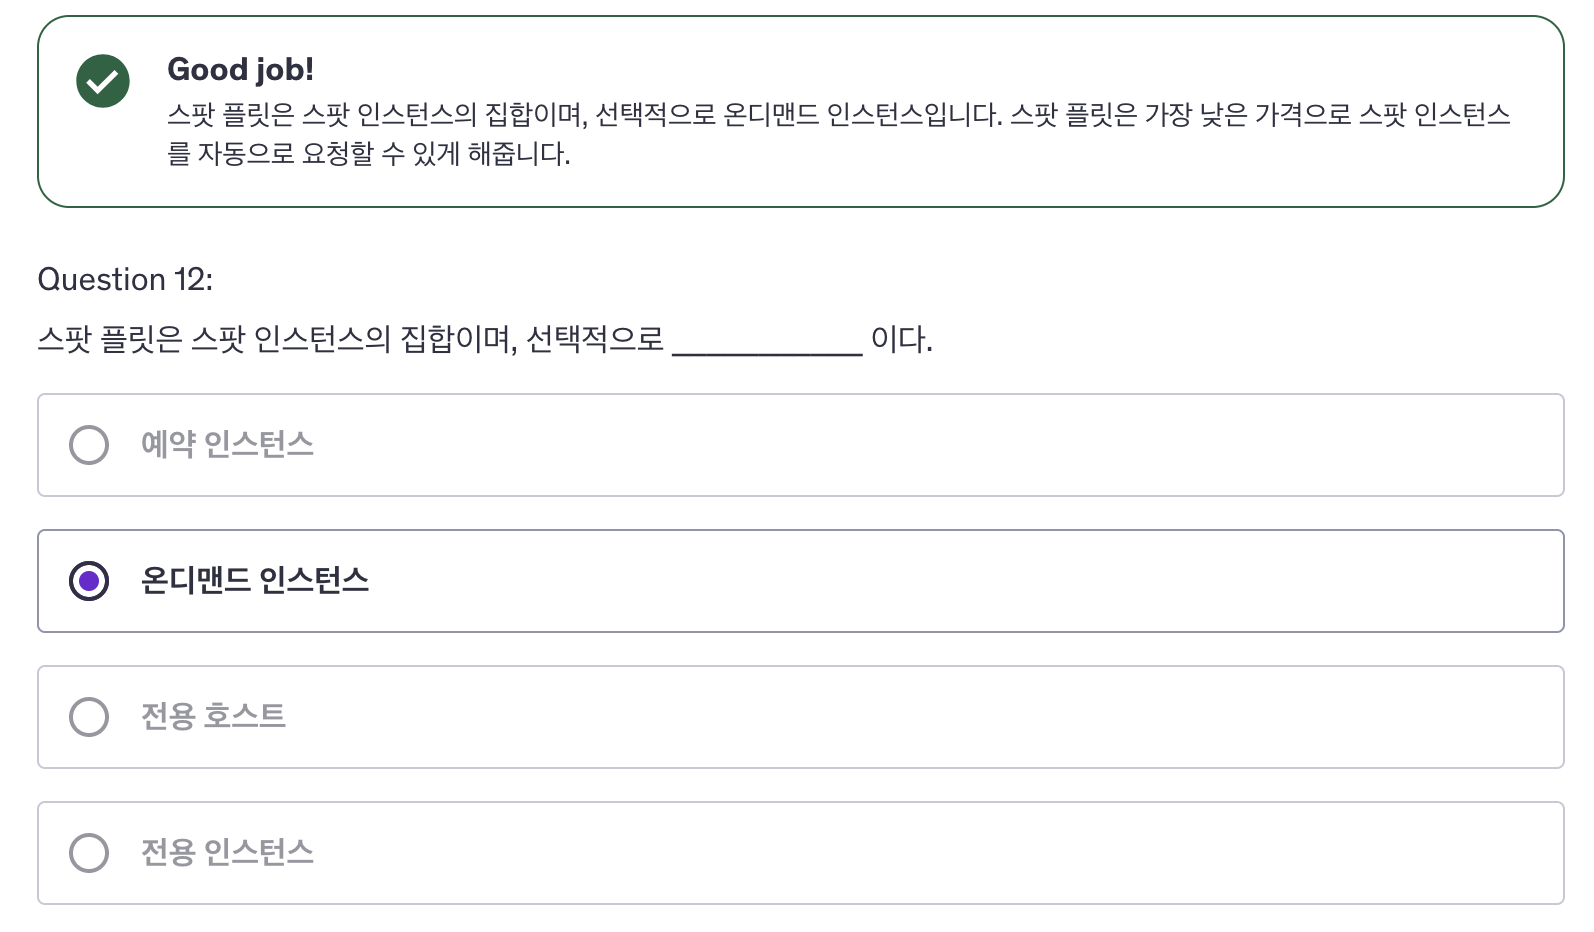 Good job!
스팟 플릿은 스팟 인스턴스의 집합이며, 선택적으로 온디맨드 인스턴스입니다. 스팟 플릿은 가장 낮은 가격으로 스팟 인스턴스
를 자동으로 요청할 수 있게 해줍니다.
Question 12:
스팟 플릿은 스팟 인스턴스의 집합이며, 선택적으로 ____________ 이다.
예약 인스턴스
온디맨드 인스턴스
전용 호스트
전용 인스턴스